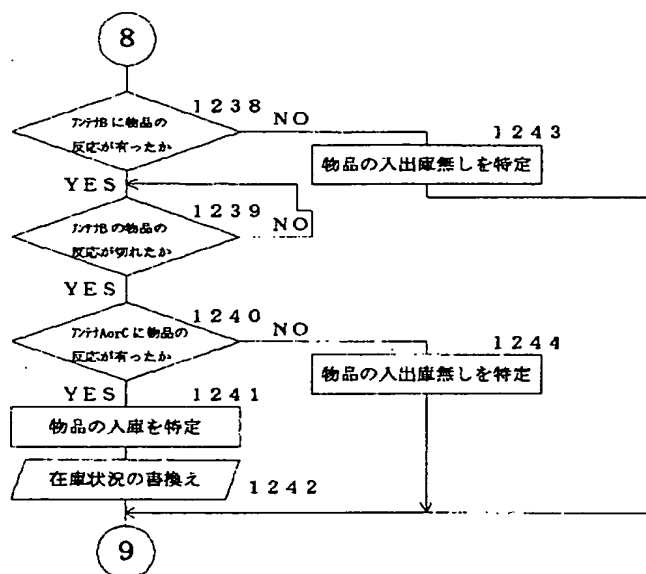 8
1238
ｱﾝﾃﾅBに物品の
反応が有ったか
NO
1243
物品の入出庫無しを特定
YES
1239
ｱﾝﾃﾅBの物品の
反応が切れたか
NO
YES
1240
ｱﾝﾃﾅAorCに物品の
反応が有ったか
NO
1244
物品の入出庫無しを特定
YES
1241
物品の入庫を特定
在庫状況の書換え
1242
9